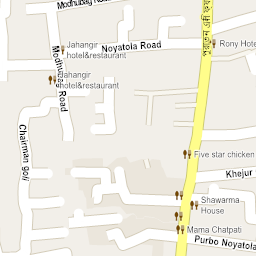 Modhubag Road
Jahangir
hotel&restaurant
Noyatola Road
Rony Hote
Jahangir
hotel&restaurant
Modhubag Road
Chairman goli
Five star chicken
Khejur
Shawarma
House
Mama Chatpati
Purbo Noyatola